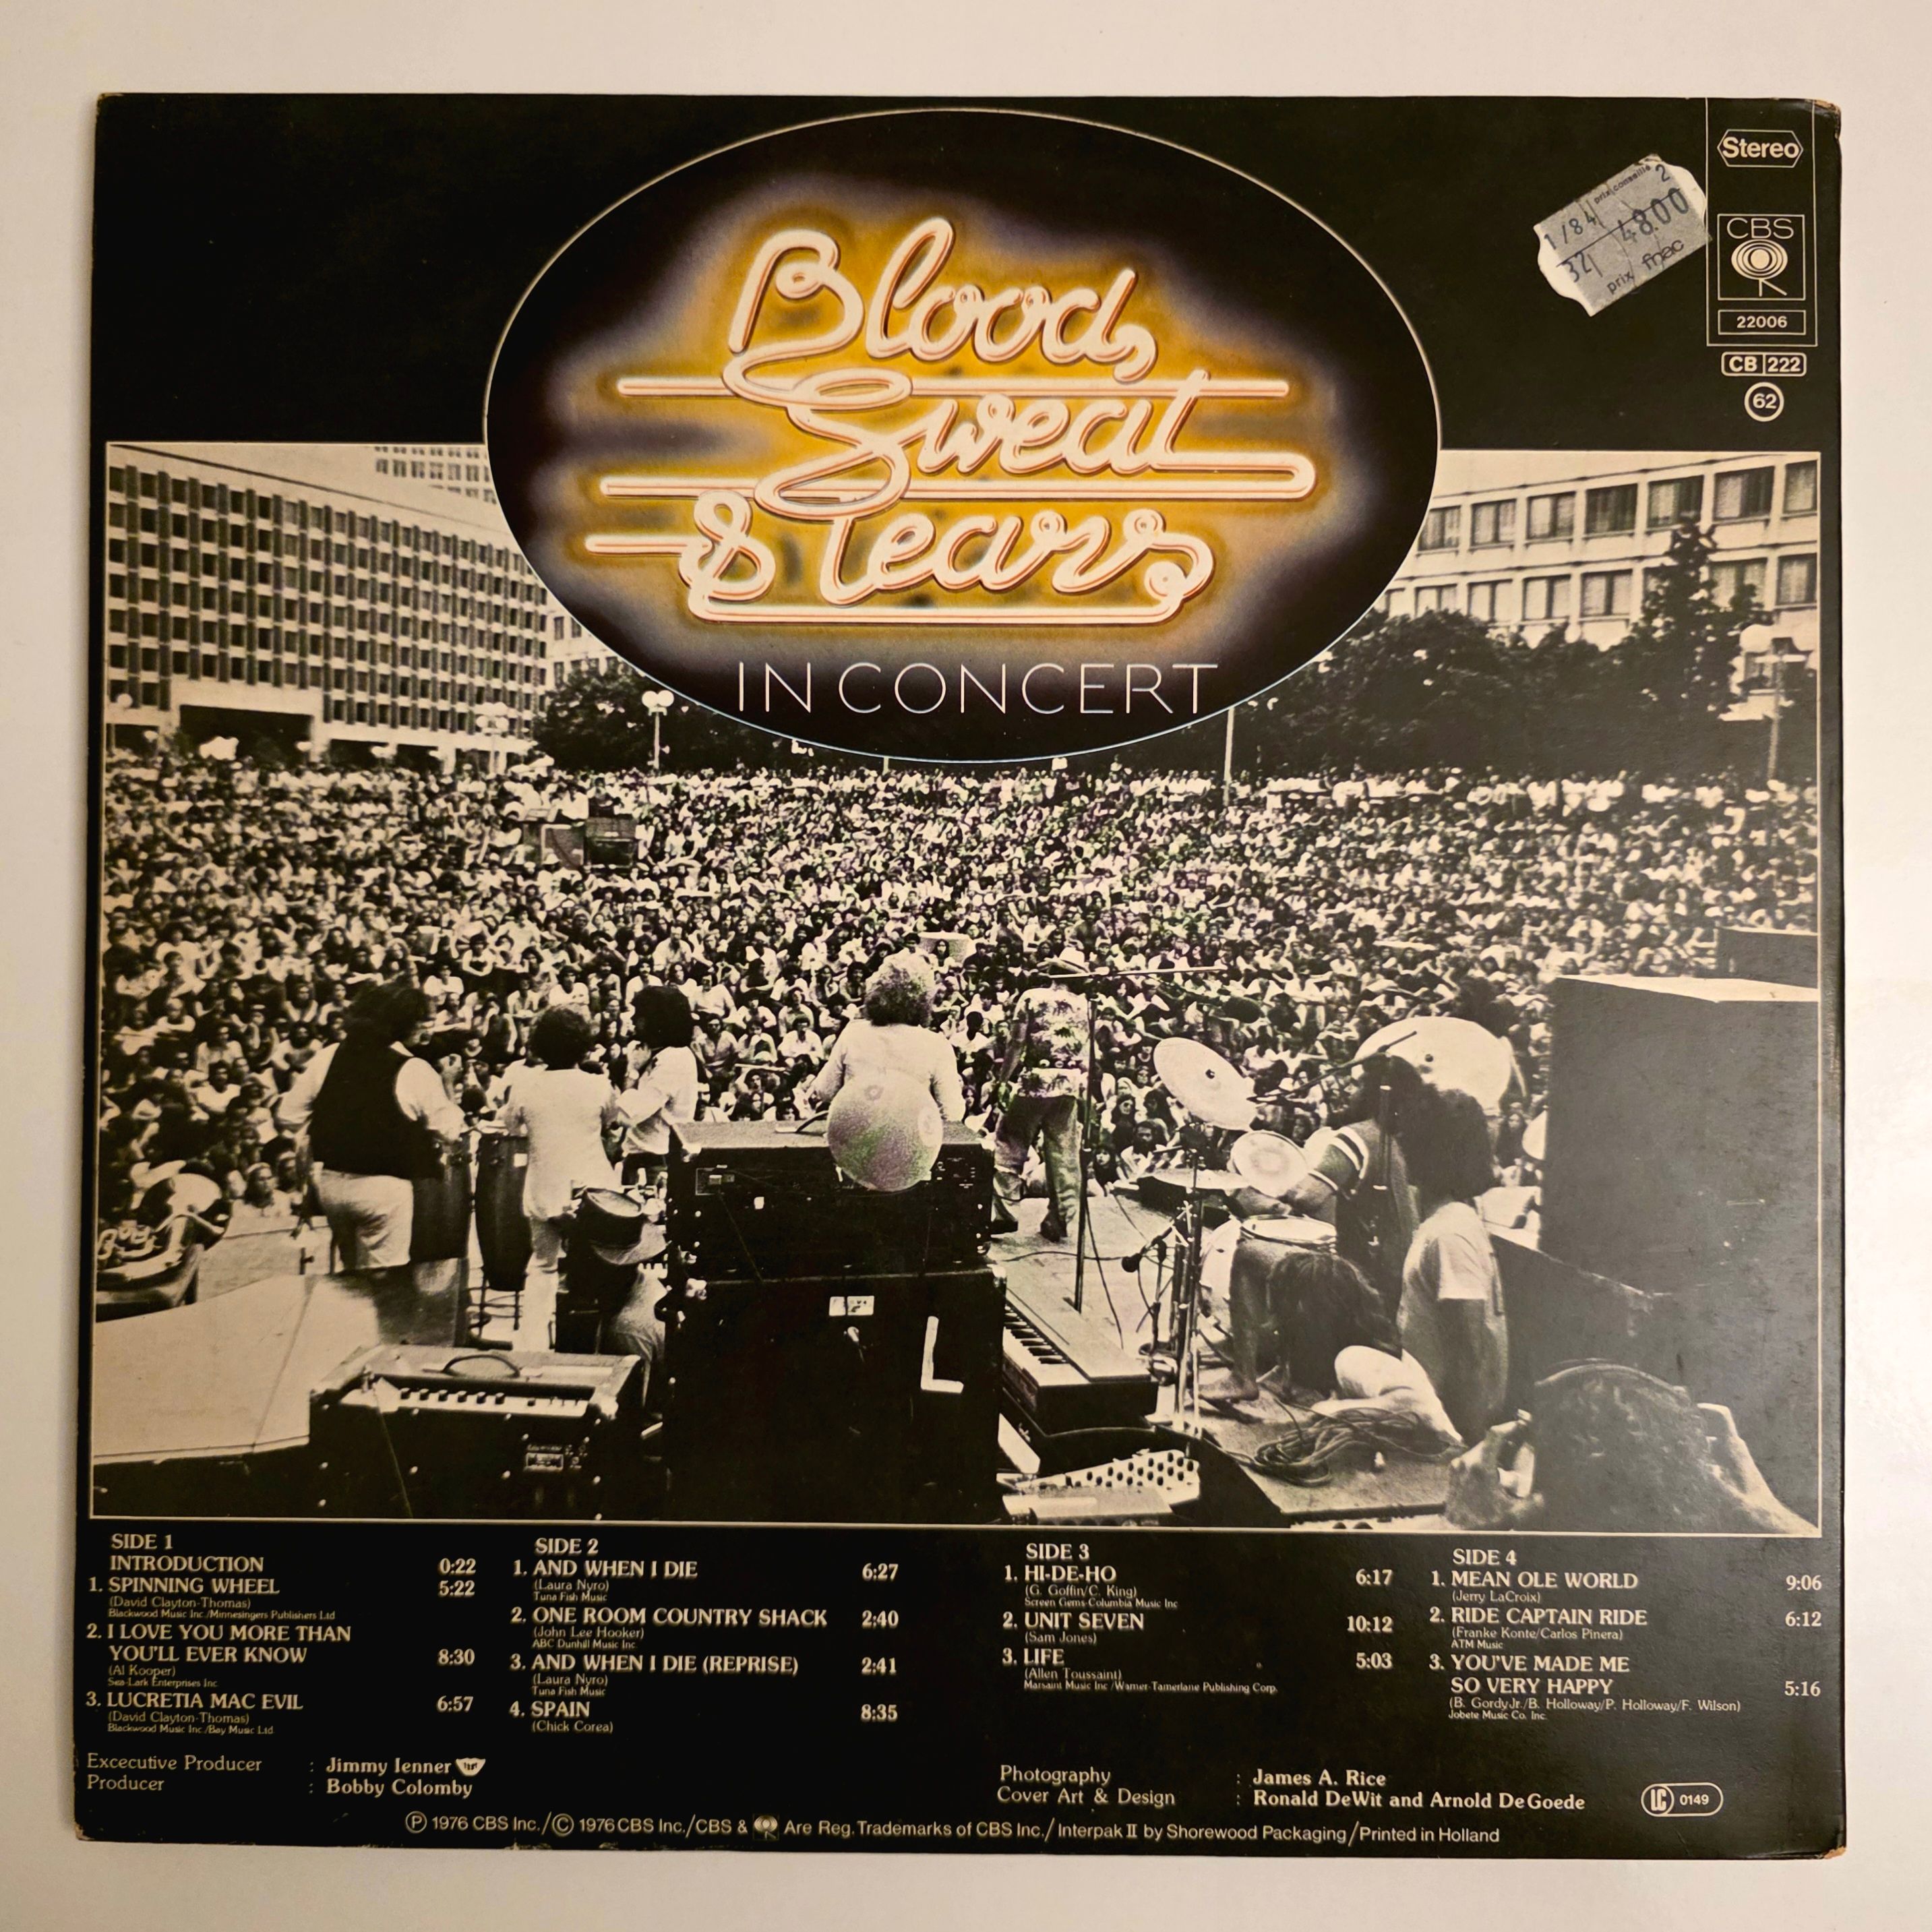 Blood,
Sweat
& Tears
IN CONCERT
Stereo
CBS
22006
CB 222
62
prix conseillé 2
1/84 48.00
32
prix fnac
L
SIDE 1
INTRODUCTION 0:22
1. SPINNING WHEEL 5:22
(David Clayton-Thomas)
Blackwood Music Inc./Minnesingers Publishers Ltd
2. I LOVE YOU MORE THAN
YOU'LL EVER KNOW 8:30
(Al Kooper)
Sea-Lark Enterprises Inc.
3. LUCRETIA MAC EVIL 6:57
(David Clayton-Thomas)
Blackwood Music Inc./Bay Music Ltd
SIDE 2
1. AND WHEN I DIE 6:27
(Laura Nyro)
Tuna Fish Music
2. ONE ROOM COUNTRY SHACK 2:40
(John Lee Hooker)
ABC Dunhill Music Inc.
3. AND WHEN I DIE (REPRISE) 2:41
(Laura Nyro)
Tuna Fish Music
4. SPAIN 8:35
(Chick Corea)
SIDE 3
1. HI-DE-HO 6:17
(G. Goffin/C. King)
Screen Gems-Columbia Music Inc
2. UNIT SEVEN 10:12
(Sam Jones)
3. LIFE 5:03
(Allen Toussaint)
Marsaint Music Inc./Warner-Tamerlane Publishing Corp.
SIDE 4
1. MEAN OLE WORLD 9:06
(Jerry LaCroix)
2. RIDE CAPTAIN RIDE 6:12
(Franke Konte/Carlos Pinera)
ATM Music
3. YOU'VE MADE ME
SO VERY HAPPY 5:16
(B. Gordy Jr./B. Holloway/P. Holloway/F. Wilson)
Jobete Music Co. Inc.
Excecutive Producer : Jimmy Ienner
Producer : Bobby Colomby
Photography : James A. Rice
Cover Art & Design : Ronald DeWit and Arnold DeGoede
LC 0149
Ⓟ 1976 CBS Inc./© 1976 CBS Inc./CBS & Are Reg. Trademarks of CBS Inc./Interpak II by Shorewood Packaging/Printed in Holland